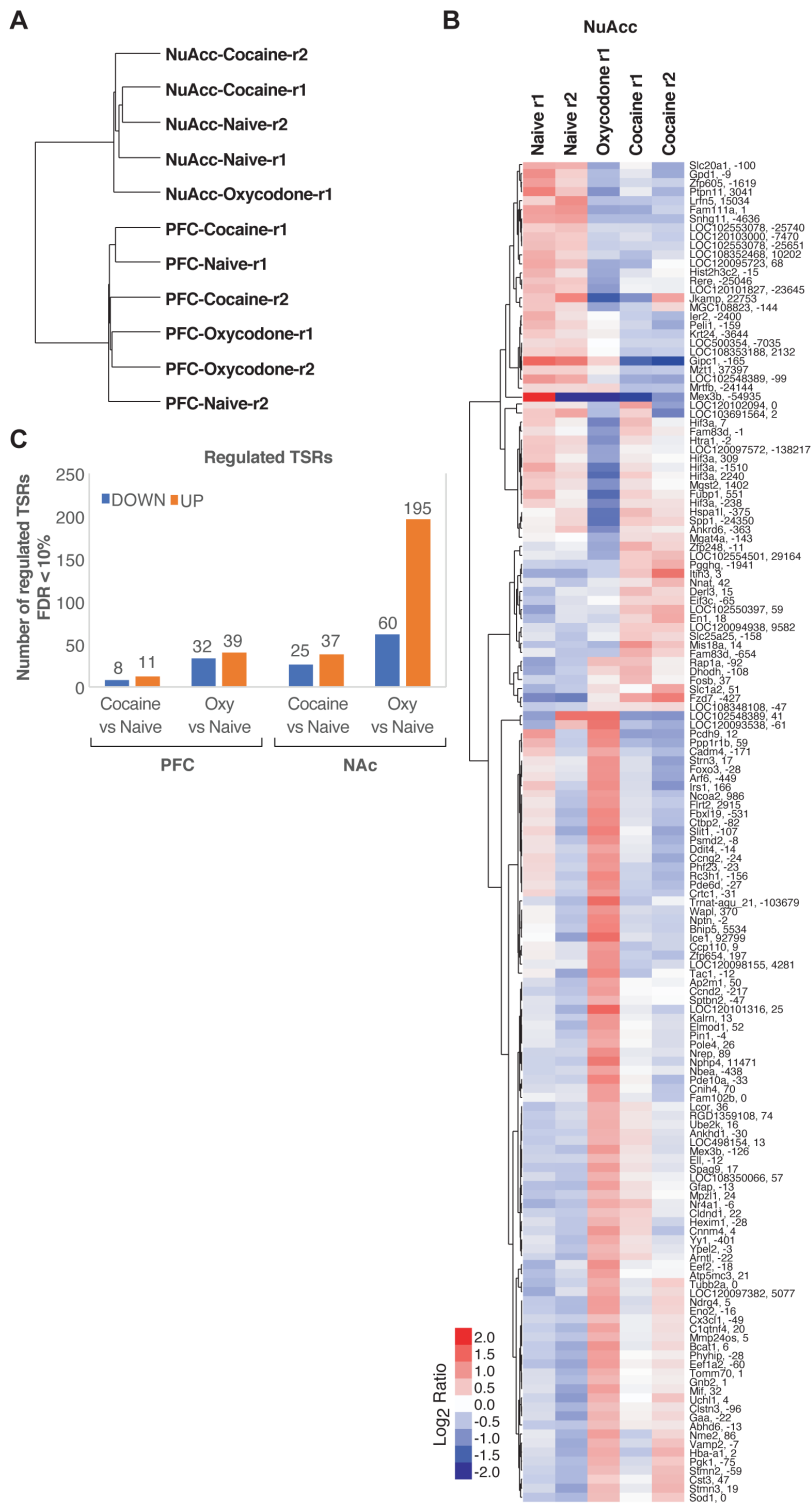 A
NuAcc-Cocaine-r2
NuAcc-Cocaine-r1
NuAcc-Naive-r2
NuAcc-Naive-r1
NuAcc-Oxycodone-r1
PFC-Cocaine-r1
PFC-Naive-r1
PFC-Cocaine-r2
PFC-Oxycodone-r1
PFC-Oxycodone-r2
PFC-Naive-r2
C
Regulated TSRs
Number of regulated TSRs
FDR < 10%
250
200
150
100
50
0
DOWN UP
8 11 32 39 25 37 60 195
Cocaine vs Naive
Oxy vs Naive
Cocaine vs Naive
Oxy vs Naive
PFC
NAc
B
NuAcc
Naive r1
Naive r2
Oxycodone r1
Cocaine r1
Cocaine r2
Slc20a1, -100
Gpd1, -9
Zfp605, -1619
Ptpn11, 3041
Lrfn5, 15034
Fam111a, 1
Snhg11, -4636
LOC102553078, -25740
LOC120103000, -7470
LOC102553078, -25651
LOC108352468, 10202
LOC120095723, 68
Hist2h3c2, -15
Rere, -25046
LOC120101827, -23645
Jkamp, 22753
MGC108823, -144
Ier2, -2400
Peli1, -159
Krt24, -3644
LOC500354, -7035
LOC108353188, 2132
Gipc1, -165
Mzt1, 37397
LOC102548389, -99
Mrtfb, -24144
Mex3b, -54935
LOC120102094, 0
LOC103691564, 2
Hif3a, 7
Fam83d, -1
Htra1, -2
LOC120097572, -138217
Hif3a, 309
Hif3a, -1510
Hif3a, 2240
Mgst2, 1402
Fubp1, 551
Hif3a, -238
Hspa1l, -375
Spp1, -24350
Ankrd6, -363
Mgat4a, -143
Zfp248, -11
LOC102554501, 29164
Pgghg, -1941
Itih3, 3
Nnat, 42
Derl3, 15
Eif3c, -65
LOC102550397, 59
En1, 18
LOC120094938, 9582
Slc25a25, -158
Mis18a, 14
Fam83d, -654
Rap1a, -92
Dhodh, -108
Fosb, 37
Slc1a2, 51
Fzd7, -427
LOC108348108, -47
LOC102548389, 41
LOC120093538, -61
Pcdh9, 12
Ppp1r1b, 59
Cadm4, -171
Strn3, 17
Foxo3, -28
Arf6, -449
Irs1, 166
Ncoa2, 986
Flrt2, 2915
Fbxl19, -531
Ctbp2, -82
Slit1, -107
Psmd2, -8
Ddit4, -14
Ccng2, -24
Phf23, -23
Rc3h1, -156
Pde6d, -27
Crtc1, -31
Trnat-agu_21, -103679
Wapl, 370
Nptn, -2
Bnip5, 5534
Ice1, 92799
Ccp110, 9
Zfp654, 197
LOC120098155, 4281
Tac1, -12
Ap2m1, 50
Ccnd2, -217
Sptbn2, -47
LOC120101316, 25
Kalrn, 13
Elmod1, 52
Pin1, -4
Pole4, 26
Nrep, 89
Nphp4, 11471
Nbea, -438
Pde10a, -33
Cnih4, 70
Fam102b, 0
Lcor, 36
RGD1359108, 74
Ube2k, 16
Ankhd1, -30
LOC498154, 13
Mex3b, -126
Ell, -12
Spag9, 17
LOC108350066, 57
Gfap, -13
Mpzl1, 24
Nr4a1, -6
Cldnd1, 22
Hexim1, -28
Cnnm4, 4
Yy1, -401
Ypel2, -3
Arntl, -22
Eef2, -18
Atp5mc3, 21
Tubb2a, 0
LOC120097382, 5077
Ndrg4, 5
Eno2, -16
Cx3cl1, -49
C1qtnf4, 20
Mmp24os, 5
Bcat1, 6
Phyhip, -28
Eef1a2, -60
Tomm70, 1
Gnb2, 1
Mif, 32
Uchl1, 4
Clstn3, -96
Gaa, -22
Abhd6, -13
Nme2, 86
Vamp2, -7
Hba-a1, 2
Pgk1, -75
Stmn2, -59
Cst3, 47
Stmn3, 19
Sod1, 0
Log2 Ratio
2.0
1.5
1.0
0.5
0.0
-0.5
-1.0
-1.5
-2.0